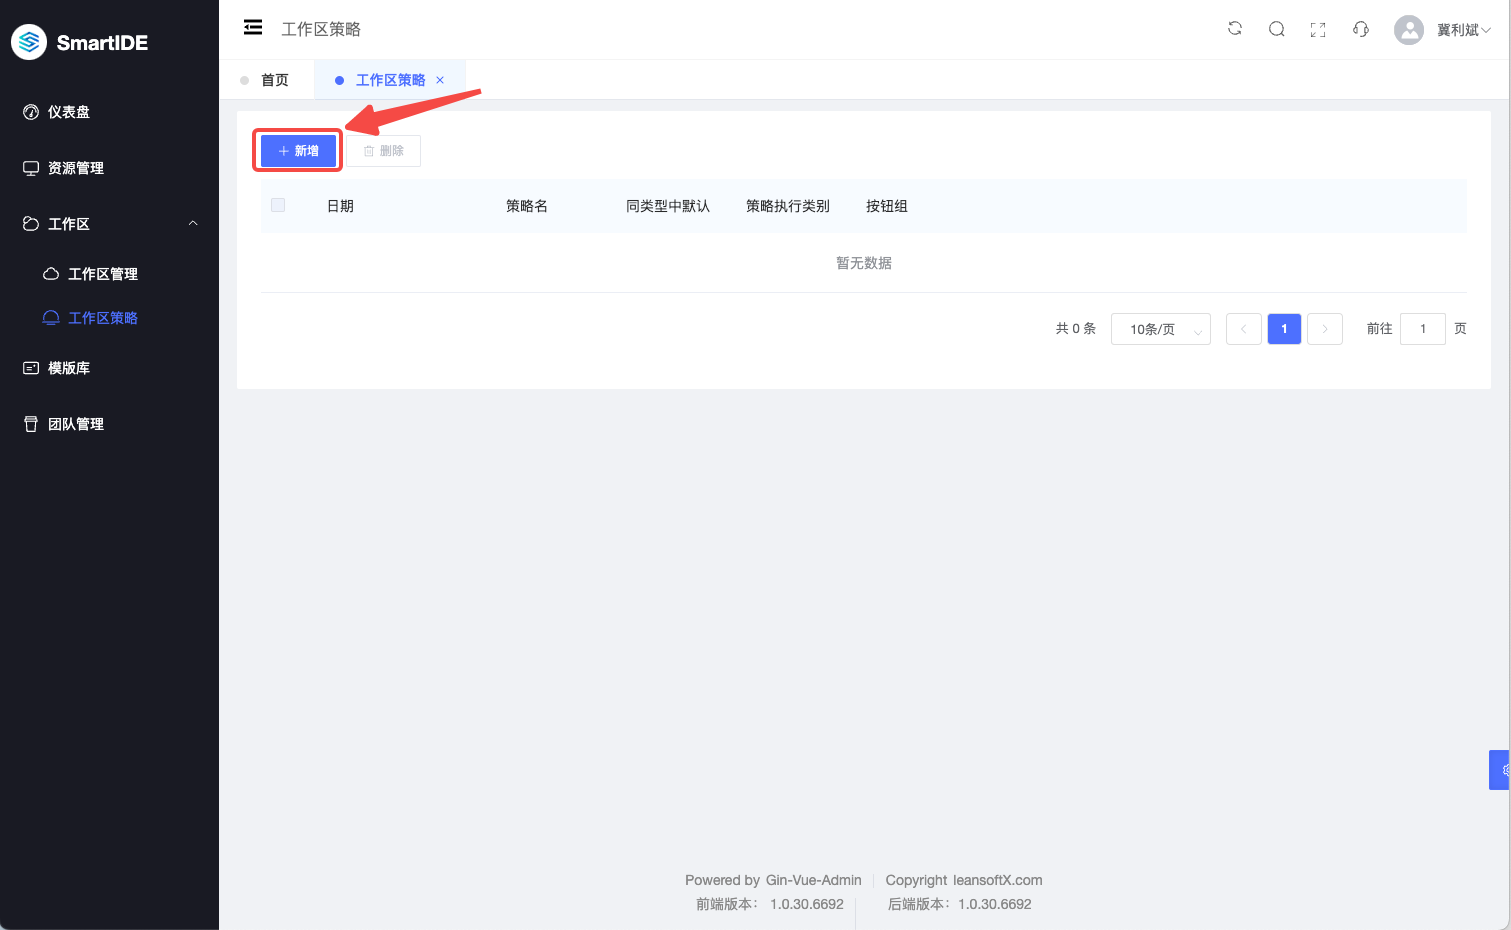 SmartIDE
仪表盘
资源管理
工作区
工作区管理
工作区策略
模版库
团队管理
工作区策略
冀利斌
首页
工作区策略 ×
+ 新增
删除
日期 策略名 同类型中默认 策略执行类别 按钮组
暂无数据
共 0 条 10条/页 1 前往 1 页
Powered by Gin-Vue-Admin Copyright leansoftX.com
前端版本： 1.0.30.6692 后端版本：1.0.30.6692